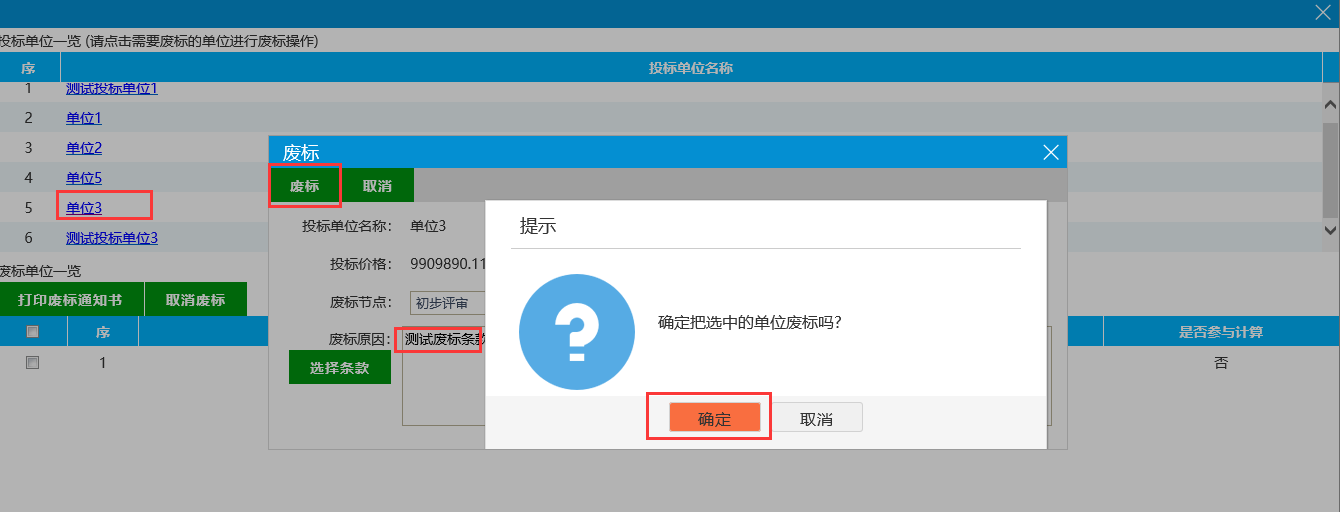 投标单位一览 (请点击需要废标的单位进行废标操作)
序 投标单位名称
1 测试投标单位1
2 单位1
3 单位2
4 单位5
5 单位3
6 测试投标单位3
废标
废标 取消
投标单位名称: 单位3
投标价格: 9909890.11
废标节点: 初步评审
废标原因: 测试废标条款
选择条款
提示
确定把选中的单位废标吗?
确定 取消
废标单位一览
打印废标通知书 取消废标
序 是否参与计算
1 否